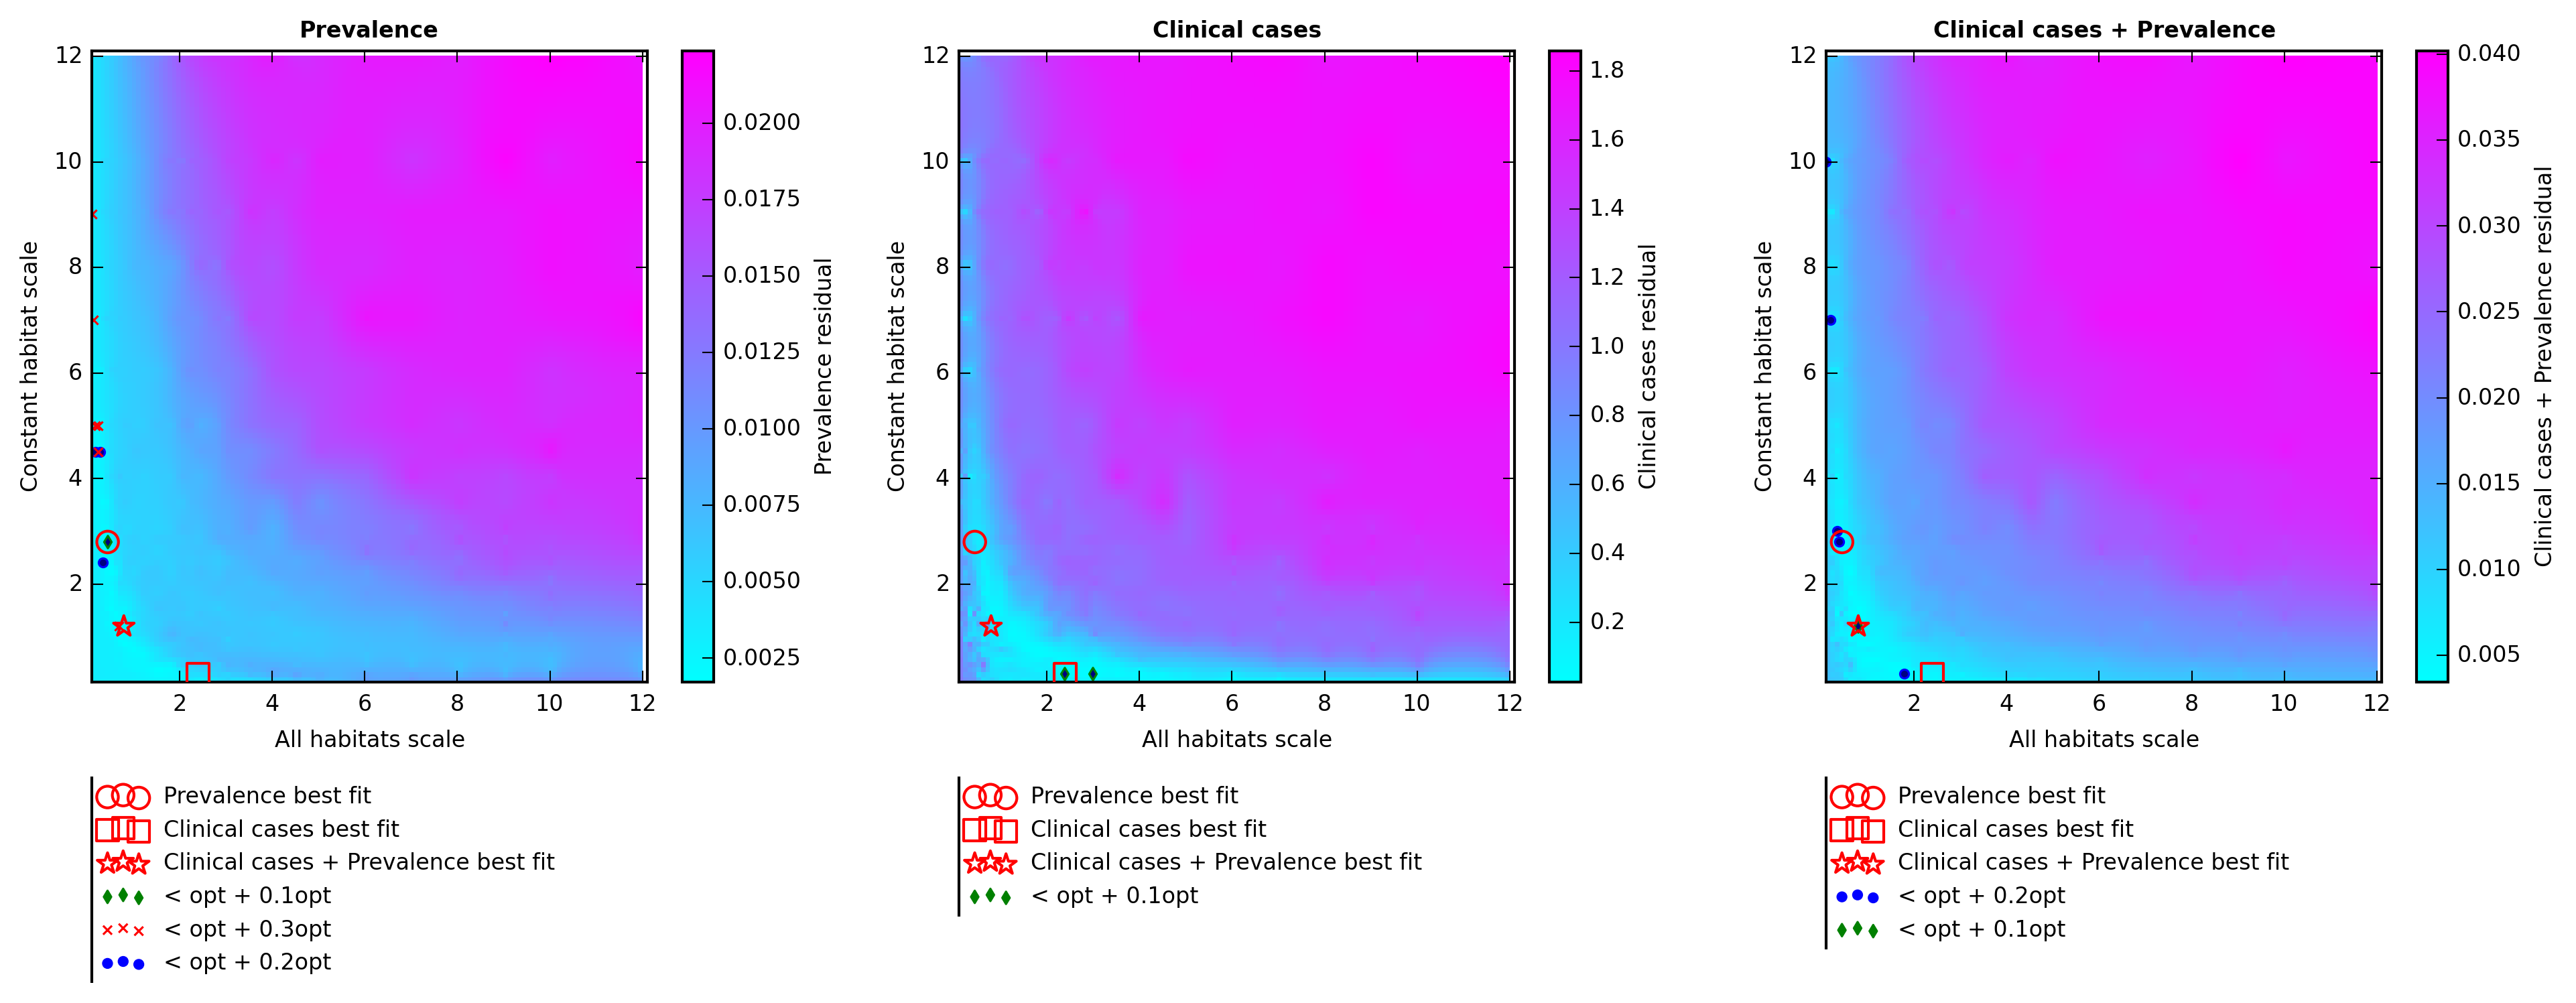 Prevalence
12
10
8
6
4
2
2 4 6 8 10 12
Constant habitat scale
All habitats scale
0.0200
0.0175
0.0150
0.0125
0.0100
0.0075
0.0050
0.0025
Prevalence residual
Prevalence best fit
Clinical cases best fit
Clinical cases + Prevalence best fit
< opt + 0.1opt
< opt + 0.3opt
< opt + 0.2opt
Clinical cases
12
10
8
6
4
2
2 4 6 8 10 12
Constant habitat scale
All habitats scale
1.8
1.6
1.4
1.2
1.0
0.8
0.6
0.4
0.2
Clinical cases residual
Prevalence best fit
Clinical cases best fit
Clinical cases + Prevalence best fit
< opt + 0.1opt
Clinical cases + Prevalence
12
10
8
6
4
2
2 4 6 8 10 12
Constant habitat scale
All habitats scale
0.040
0.035
0.030
0.025
0.020
0.015
0.010
0.005
Clinical cases + Prevalence residual
Prevalence best fit
Clinical cases best fit
Clinical cases + Prevalence best fit
< opt + 0.2opt
< opt + 0.1opt